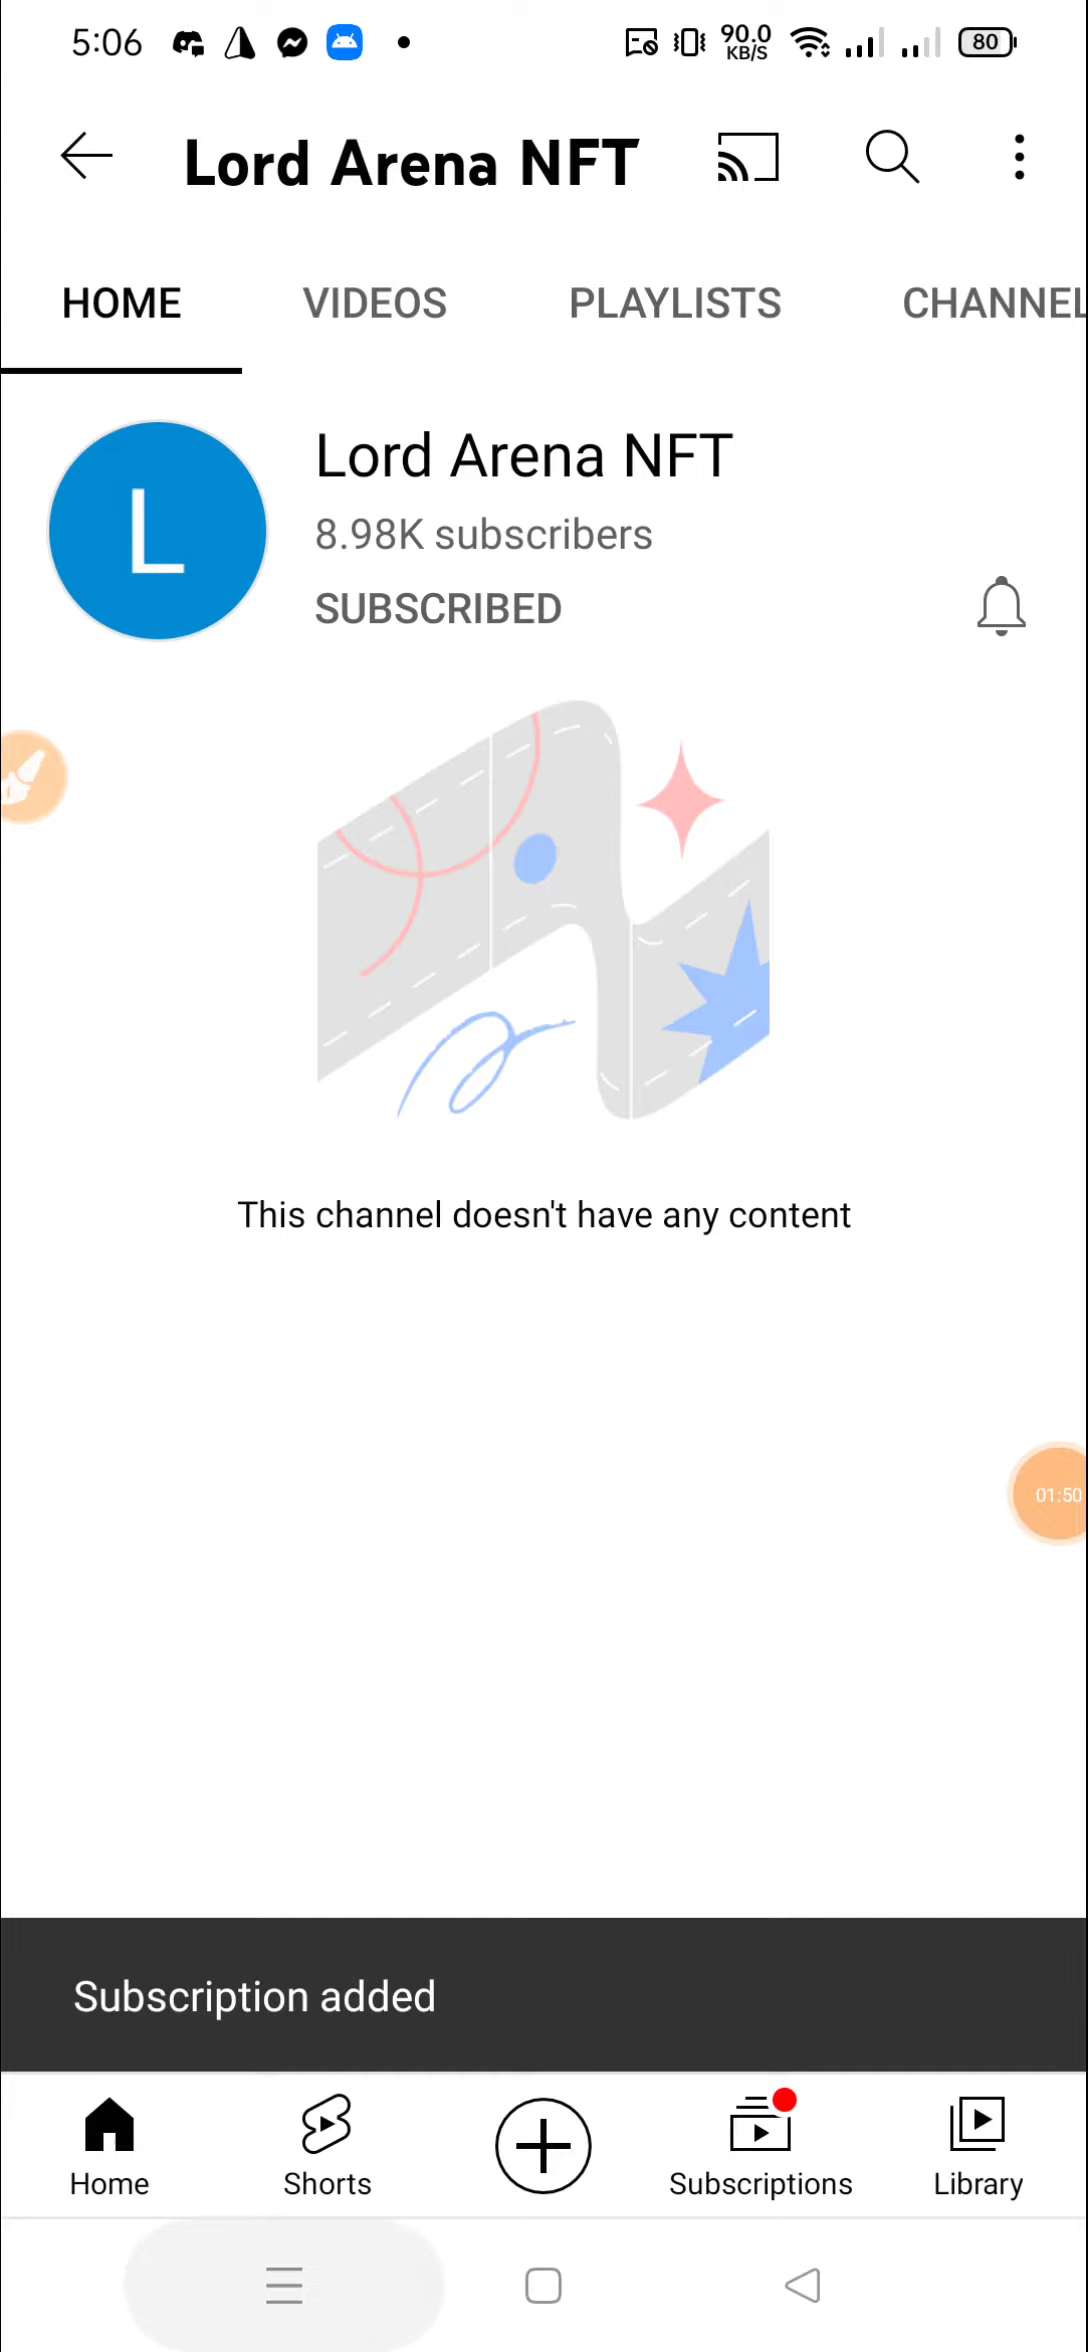 5:06
90.0
KB/S
80
Lord Arena NFT
HOME VIDEOS PLAYLISTS CHANNEL
L
Lord Arena NFT
8.98K subscribers
SUBSCRIBED
This channel doesn't have any content
01:50
Subscription added
Home Shorts Subscriptions Library